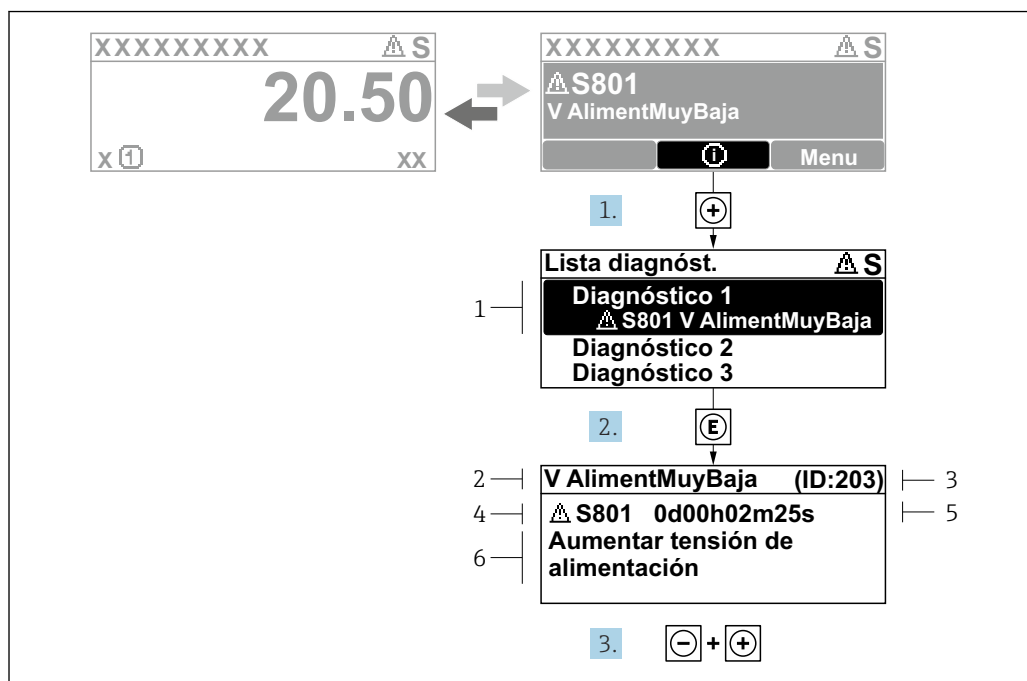 XXXXXXXXX ⚠ S
20.50
X ① XX
XXXXXXXXX ⚠ S
⚠ S801
V AlimentMuyBaja
ⓘ Menu
1. +
Lista diagnóst. ⚠ S
1
Diagnóstico 1
⚠ S801 V AlimentMuyBaja
Diagnóstico 2
Diagnóstico 3
2. E
2 V AlimentMuyBaja (ID:203) 3
4 ⚠ S801 0d00h02m25s 5
6
Aumentar tensión de
alimentación
3. − + +